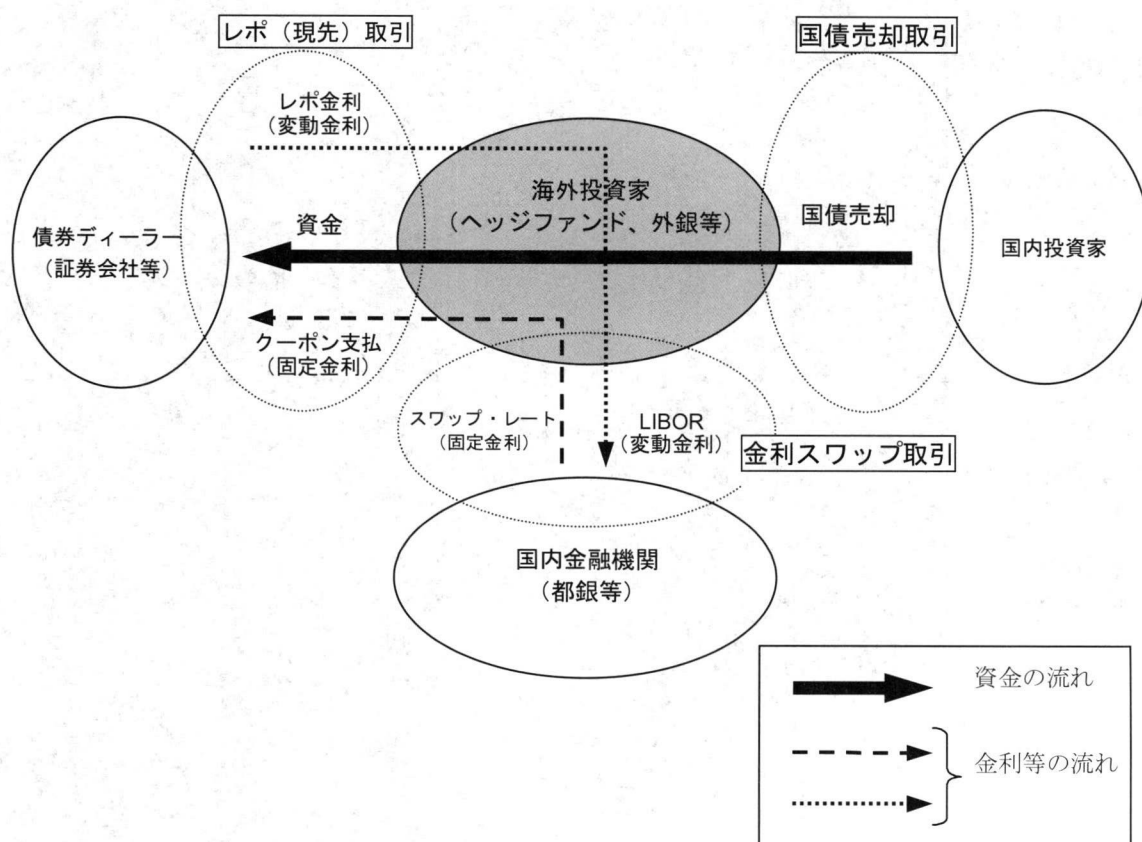 レポ（現先）取引
国債売却取引
レポ金利
（変動金利）
海外投資家
（ヘッジファンド、外銀等）
資金
国債売却
債券ディーラー
（証券会社等）
国内投資家
クーポン支払
（固定金利）
スワップ・レート
（固定金利）
LIBOR
（変動金利）
金利スワップ取引
国内金融機関
（都銀等）
資金の流れ
金利等の流れ